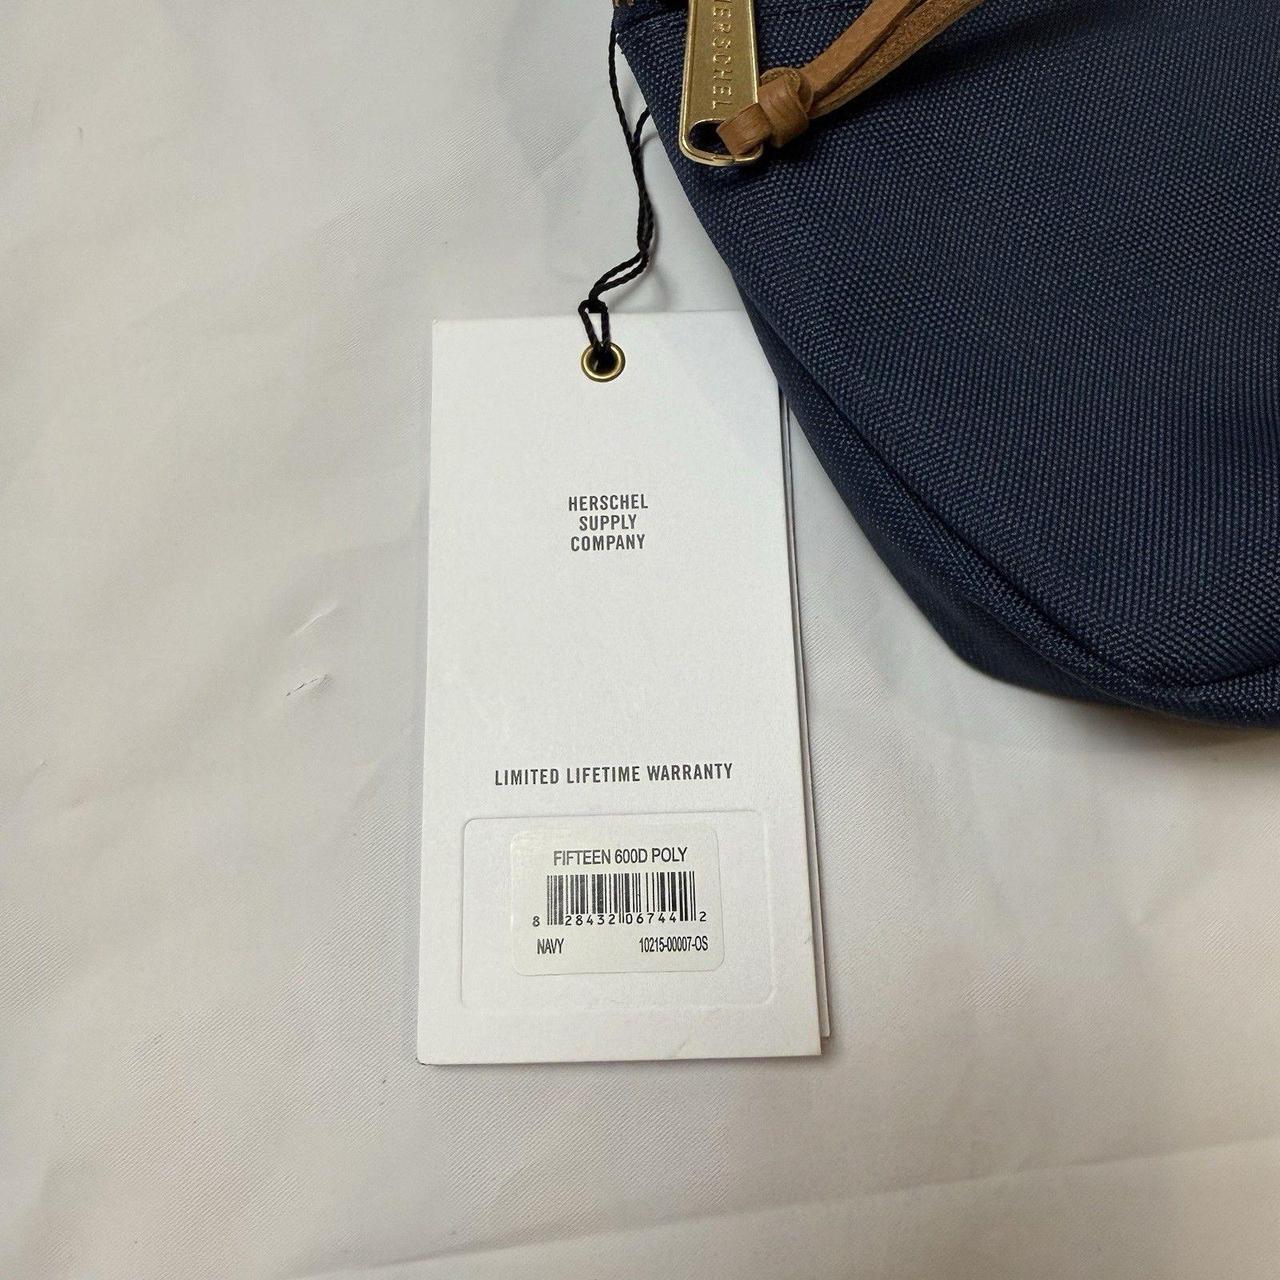 HERSCHEL
HERSCHEL
SUPPLY
COMPANY
LIMITED LIFETIME WARRANTY
FIFTEEN 600D POLY
8 28432 06744 2
NAVY 10215-00007-OS